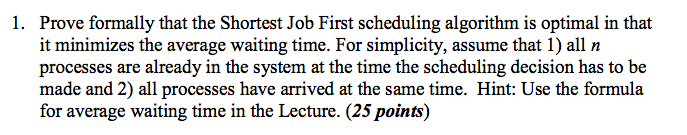 1. Prove formally that the Shortest Job First scheduling algorithm is optimal in that
it minimizes the average waiting time. For simplicity, assume that 1) all n
processes are already in the system at the time the scheduling decision has to be
made and 2) all processes have arrived at the same time. Hint: Use the formula
for average waiting time in the Lecture. (25 points)